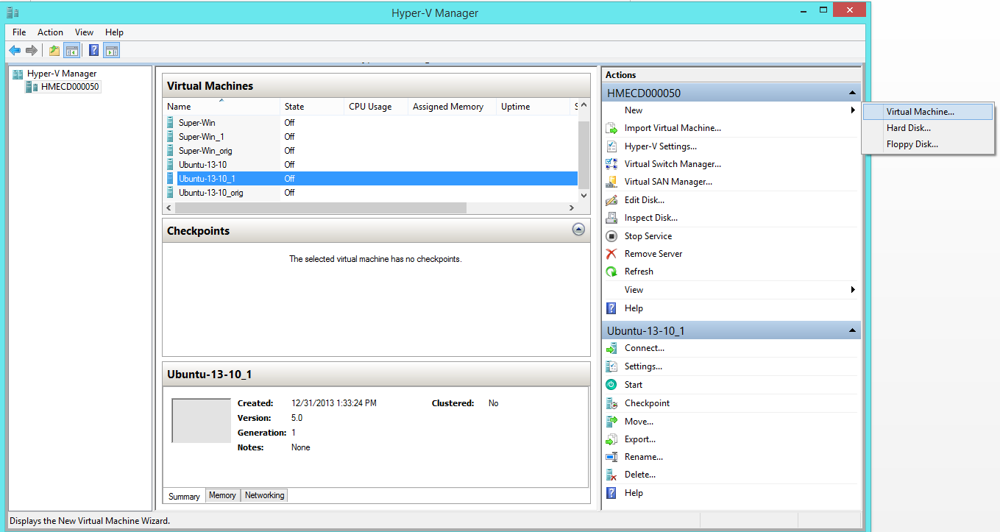 Hyper-V Manager
File Action View Help
Hyper-V Manager
HMECD000050
Virtual Machines
Name State CPU Usage Assigned Memory Uptime S
Super-Win Off
Super-Win_1 Off
Super-Win_orig Off
Ubuntu-13-10 Off
Ubuntu-13-10_1 Off
Ubuntu-13-10_orig Off
Checkpoints
The selected virtual machine has no checkpoints.
Ubuntu-13-10_1
Created: 12/31/2013 1:33:24 PM Clustered: No
Version: 5.0
Generation: 1
Notes: None
Summary Memory Networking
Actions
HMECD000050
New
Import Virtual Machine...
Hyper-V Settings...
Virtual Switch Manager...
Virtual SAN Manager...
Edit Disk...
Inspect Disk...
Stop Service
Remove Server
Refresh
View
Help
Ubuntu-13-10_1
Connect...
Settings...
Start
Checkpoint
Move...
Export...
Rename...
Delete...
Help
Virtual Machine...
Hard Disk...
Floppy Disk...
Displays the New Virtual Machine Wizard.